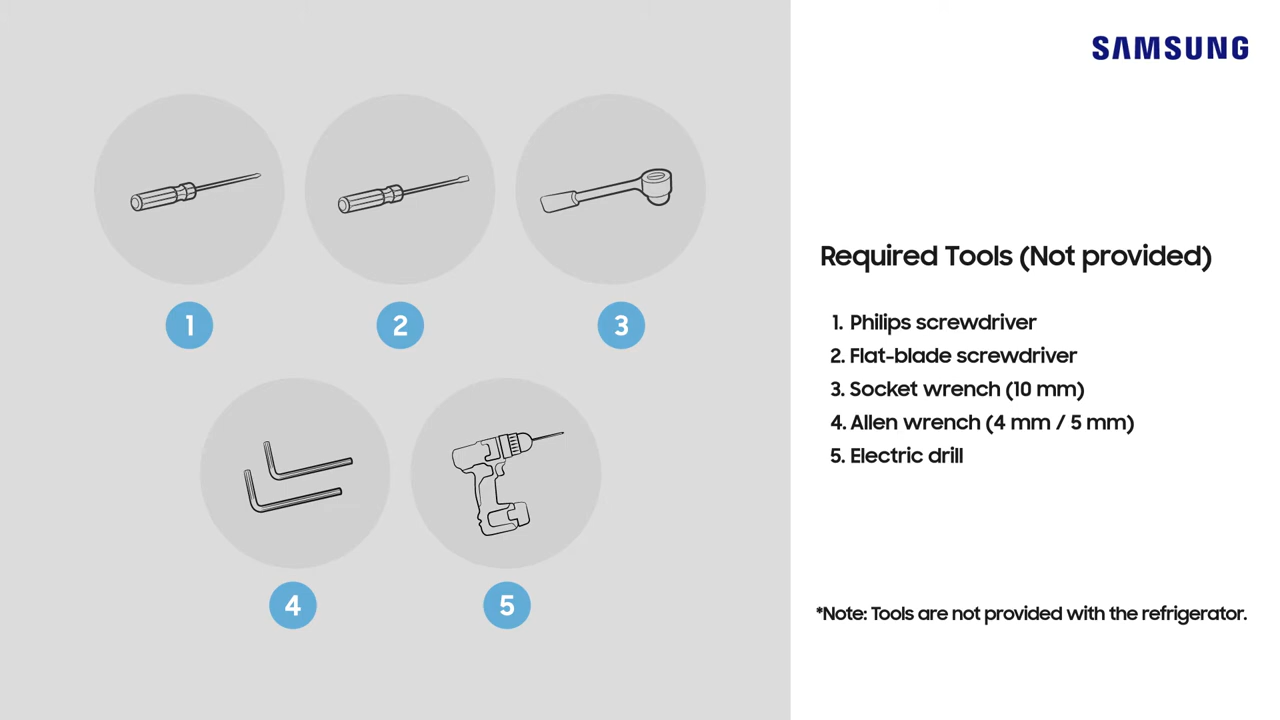 SAMSUNG
1
2
3
4
5
Required Tools (Not provided)
1. Philips screwdriver
2. Flat-blade screwdriver
3. Socket wrench (10 mm)
4. Allen wrench (4 mm / 5 mm)
5. Electric drill
*Note: Tools are not provided with the refrigerator.